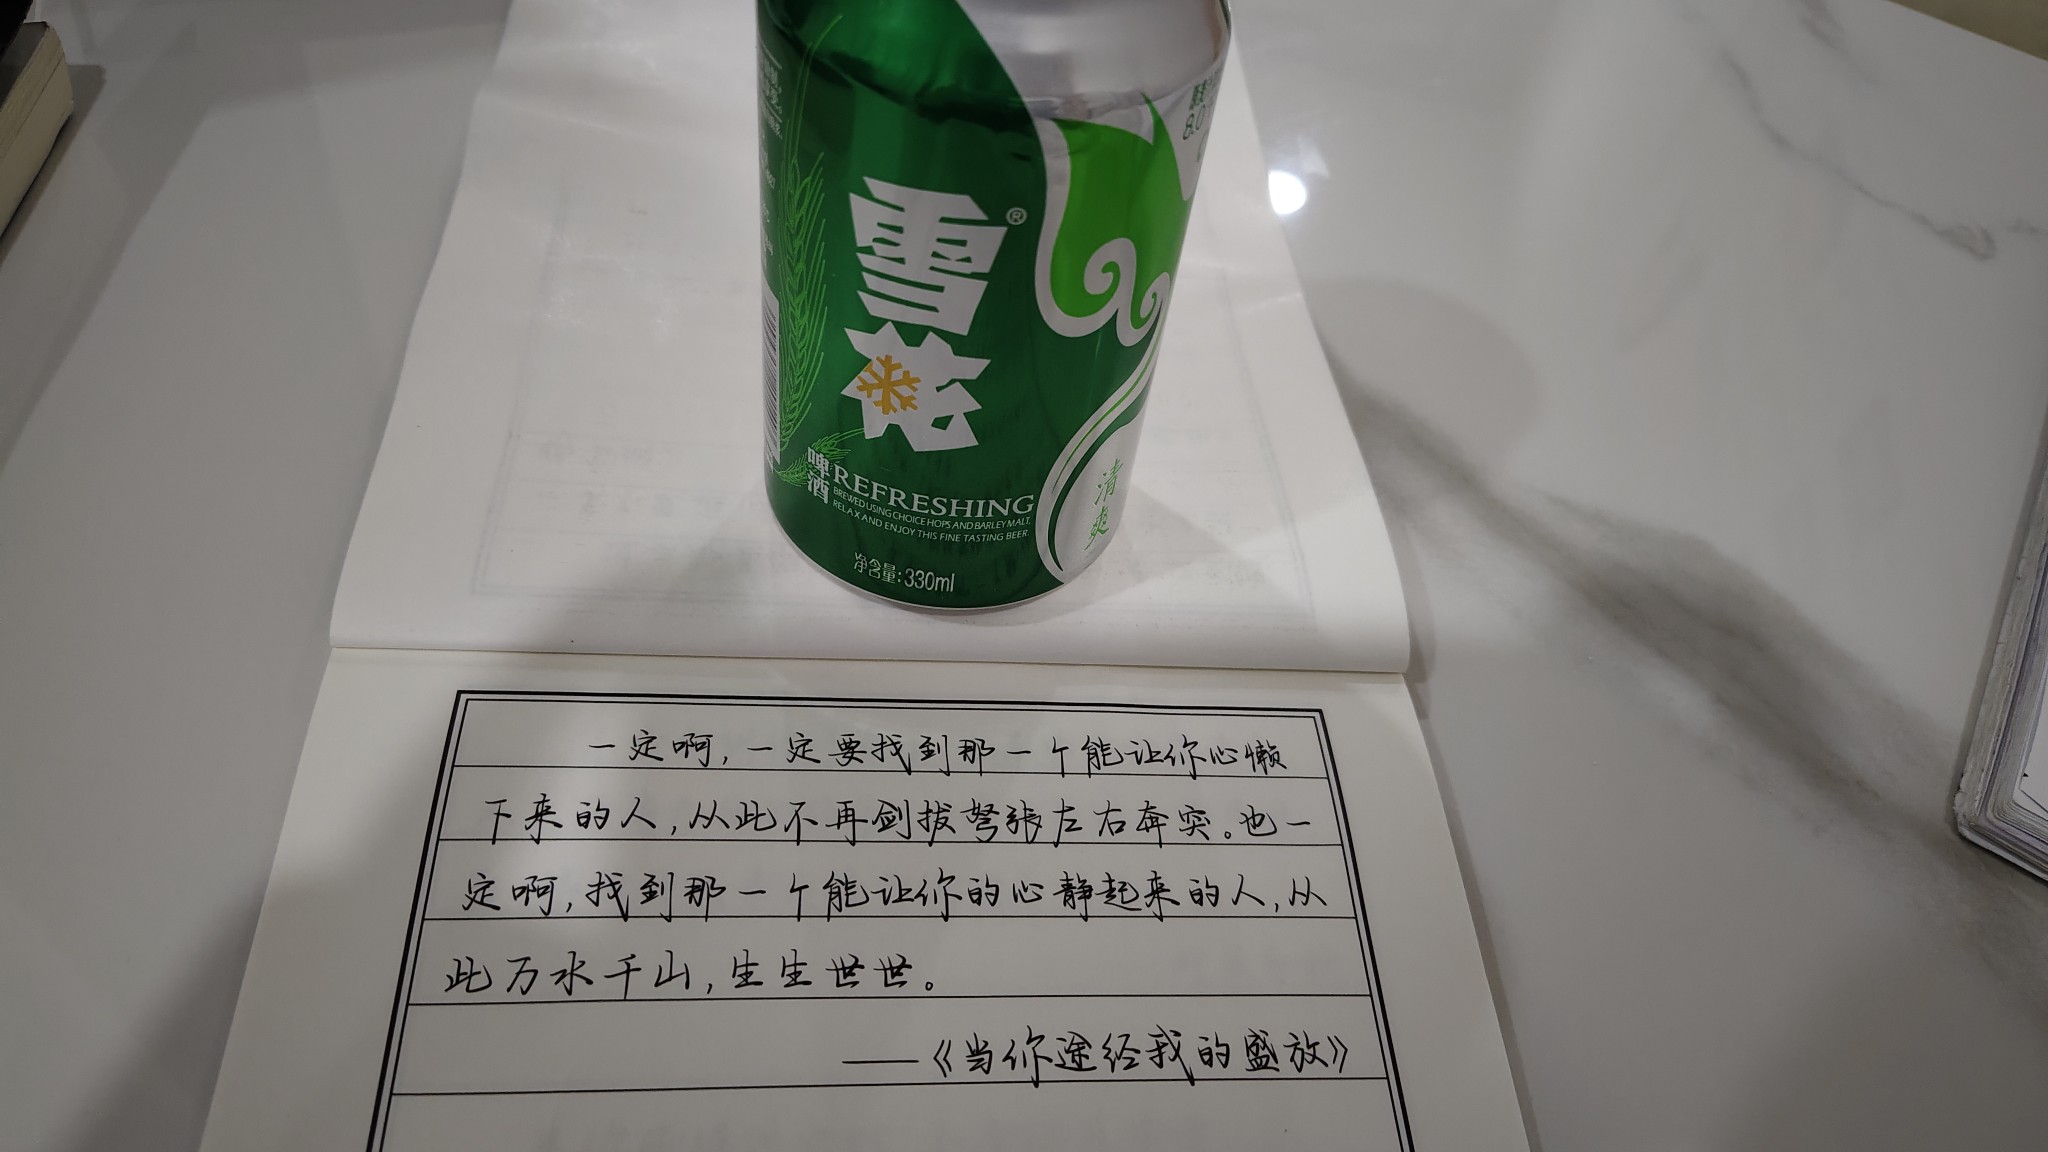 雪花
®
啤酒
REFRESHING
BREWED USING CHOICE HOPS AND BARLEY MALT,
RELAX AND ENJOY THIS FINE TASTING BEER.
净含量:330ml
清爽
8.0
一定啊,一定要找到那一个能让你心懒
下来的人,从此不再剑拔弩张左右奔突。也一
定啊,找到那一个能让你的心静起来的人,从
此万水千山,生生世世。
——《当你途经我的盛放》